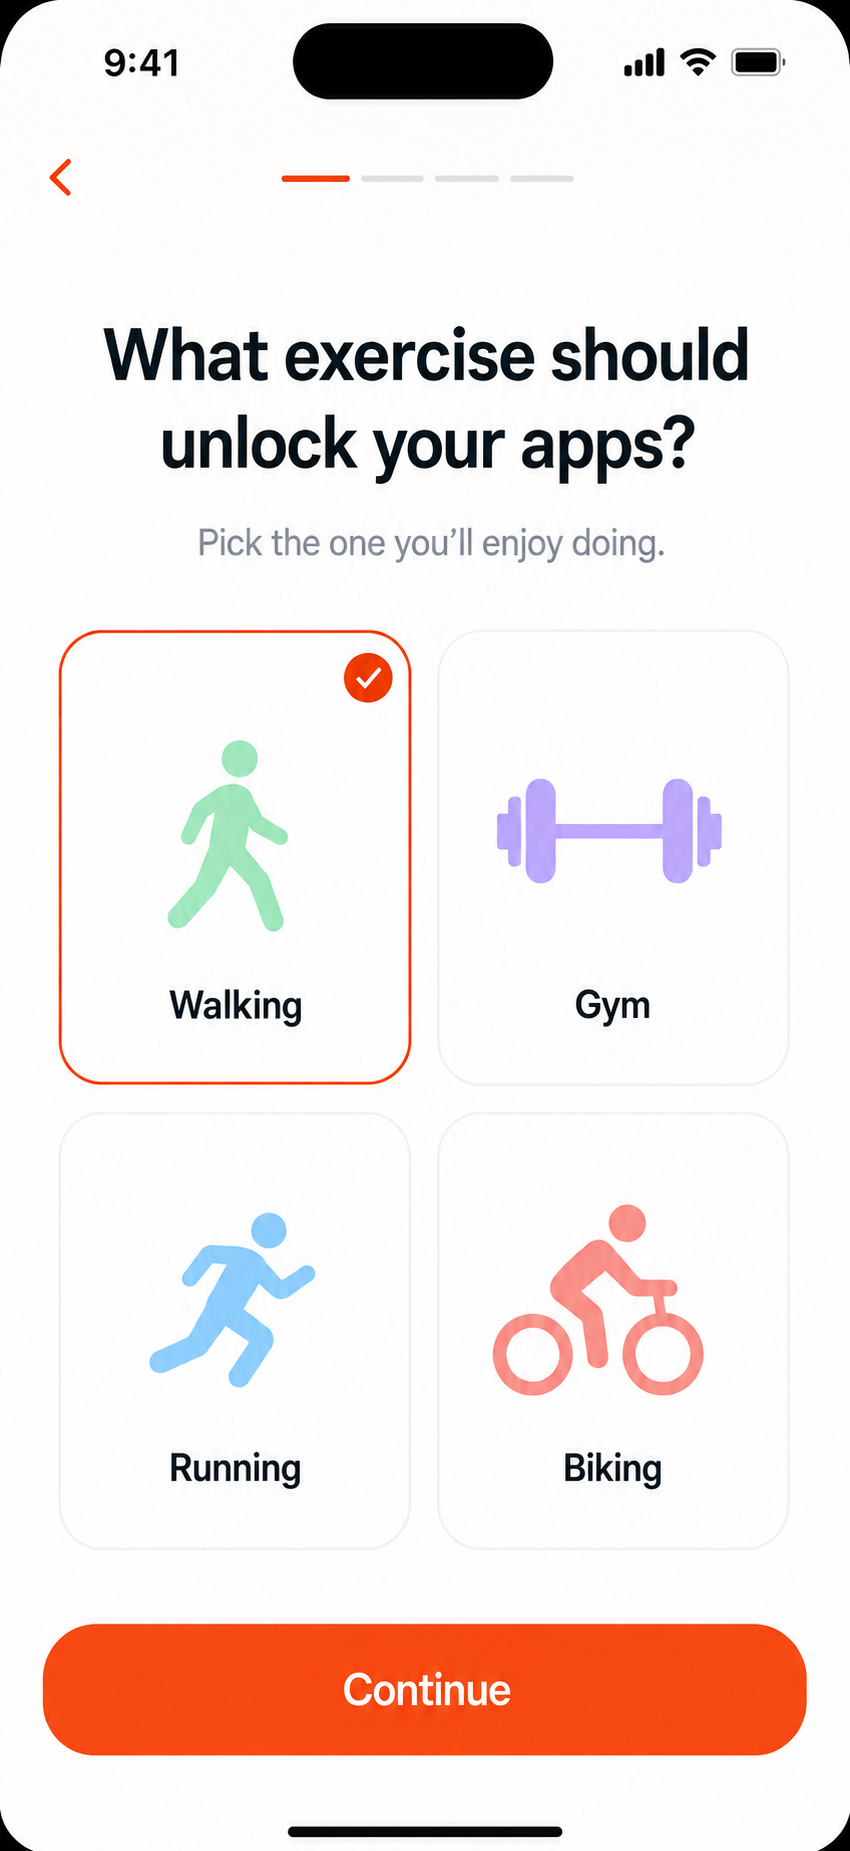 9:41
What exercise should
unlock your apps?
Pick the one you’ll enjoy doing.
Walking
Gym
Running
Biking
Continue